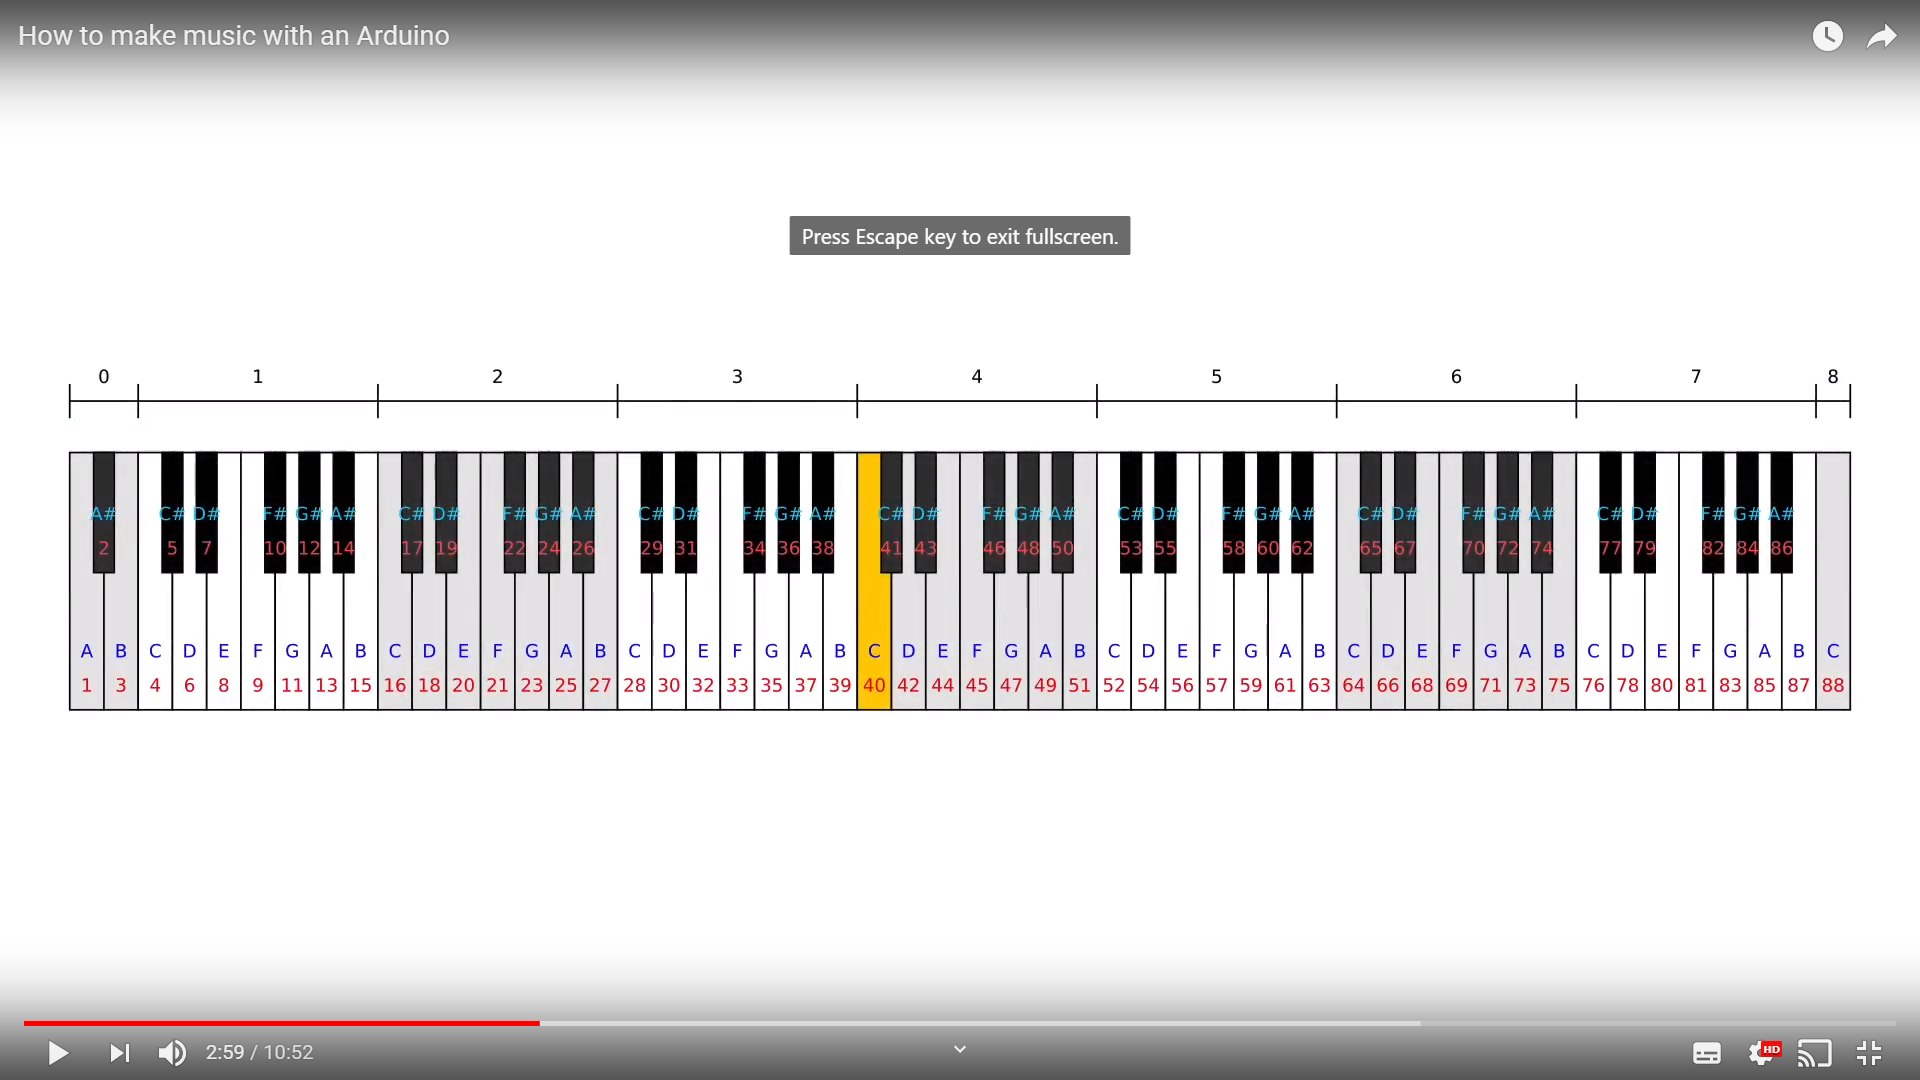 How to make music with an Arduino
Press Escape key to exit fullscreen.
0 1 2 3 4 5 6 7 8
A# C# D# F# G# A# C# D# F# G# A# C# D# F# G# A# C# D# F# G# A# C# D# F# G# A# C# D# F# G# A# C# D# F# G# A#
2 5 7 10 12 14 17 19 22 24 26 29 31 34 36 38 41 43 46 48 50 53 55 58 60 62 65 67 70 72 74 77 79 82 84 86
A B C D E F G A B C D E F G A B C D E F G A B C D E F G A B C D E F G A B C D E F G A B C D E F G A B C
1 3 4 6 8 9 11 13 15 16 18 20 21 23 25 27 28 30 32 33 35 37 39 40 42 44 45 47 49 51 52 54 56 57 59 61 63 64 66 68 69 71 73 75 76 78 80 81 83 85 87 88
2:59 / 10:52
HD